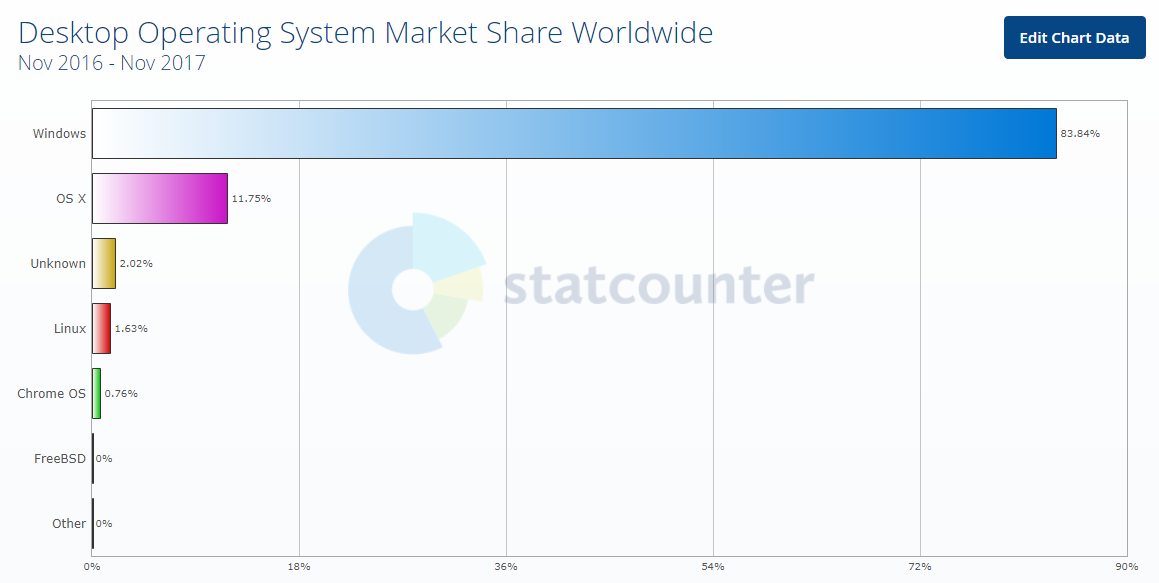 Desktop Operating System Market Share Worldwide
Nov 2016 - Nov 2017
Edit Chart Data
Windows 83.84%
OS X 11.75%
statcounter
Unknown 2.02%
Linux 1.63%
Chrome OS 0.76%
FreeBSD 0%
Other 0%
0% 18% 36% 54% 72% 90%